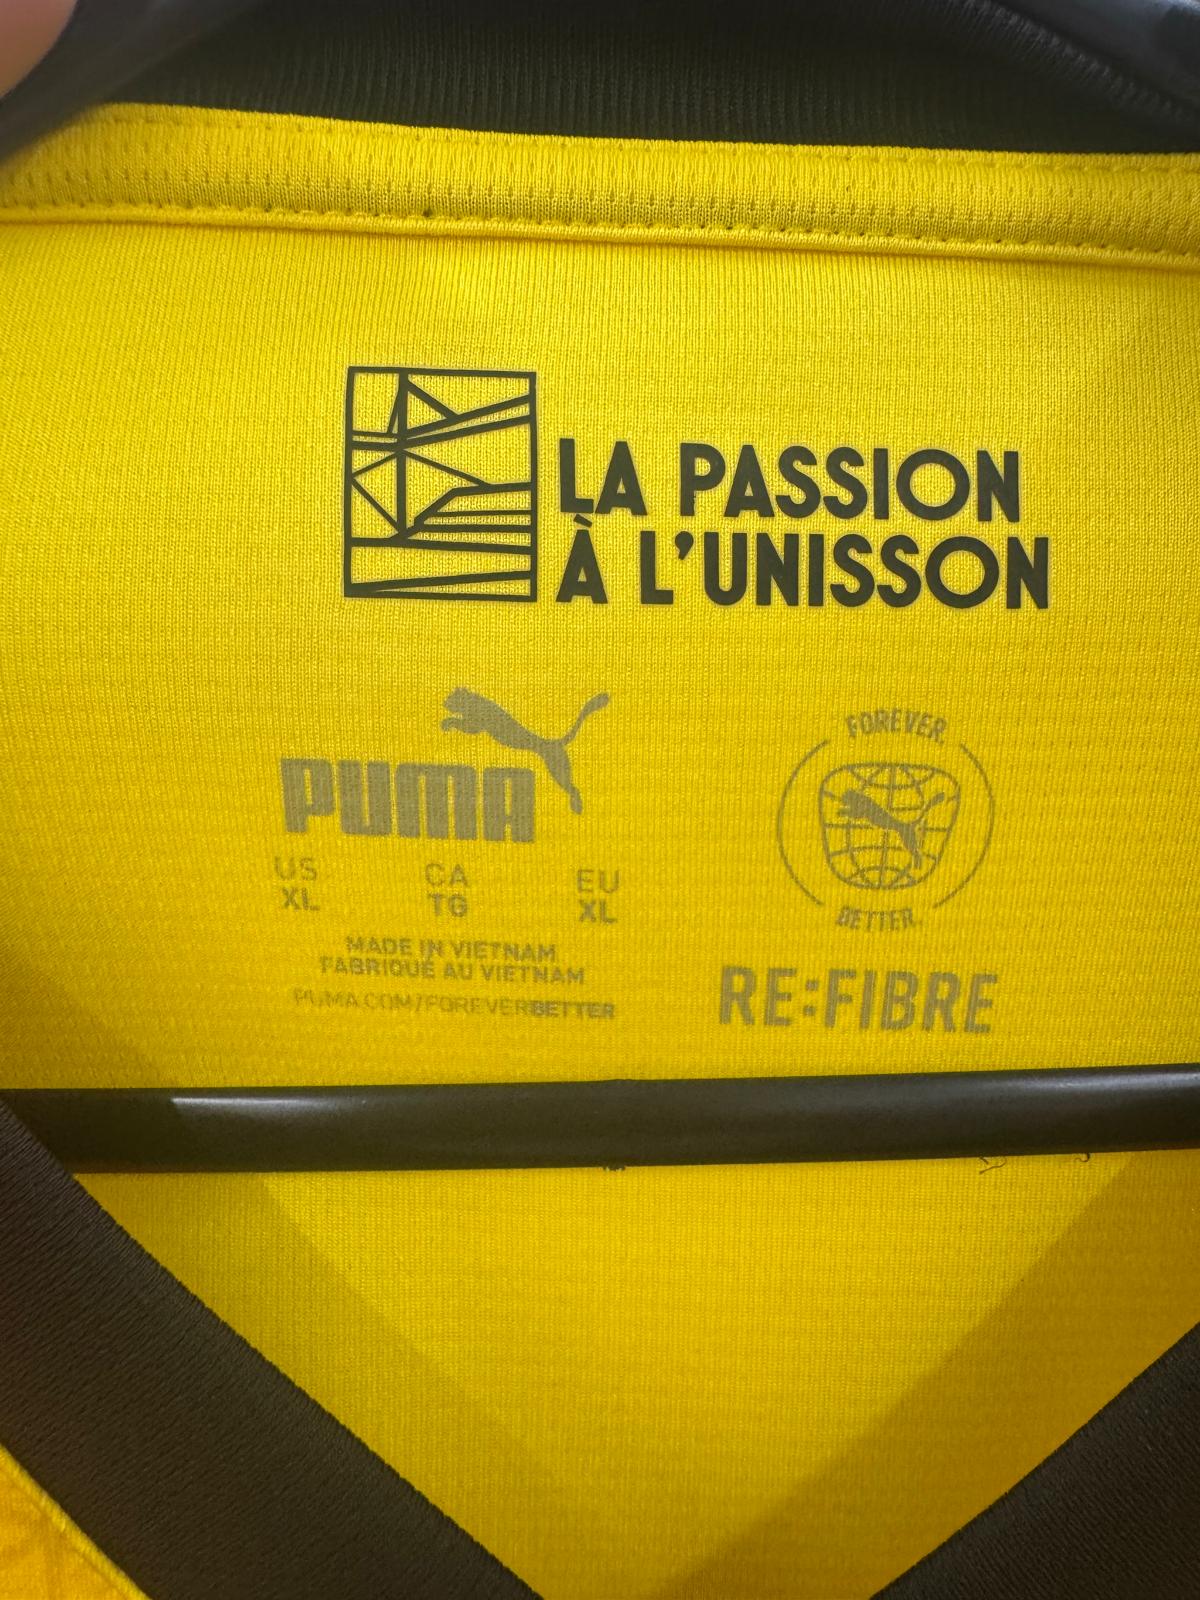 LA PASSION
À L'UNISSON
PUMA
US CA EU
XL TG XL
MADE IN VIETNAM
FABRIQUÉ AU VIETNAM
PUMA.COM/FOREVERBETTER
FOREVER.
BETTER.
RE:FIBRE